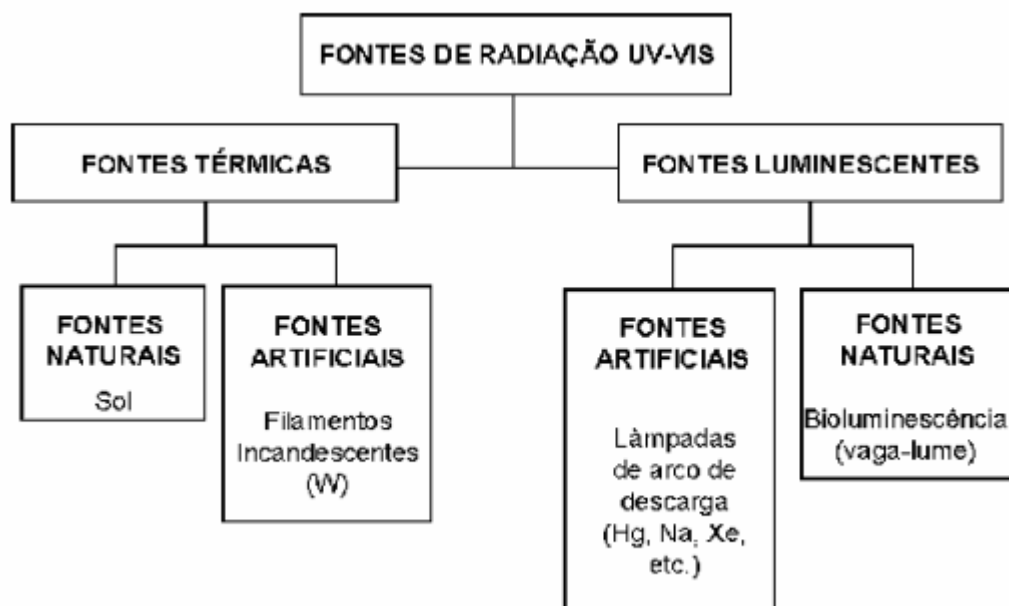 FONTES DE RADIAÇÃO UV-VIS
FONTES TÉRMICAS
FONTES LUMINESCENTES
FONTES
NATURAIS
Sol
FONTES
ARTIFICIAIS
Filamentos
Incandescentes
(W)
FONTES
ARTIFICIAIS
Lâmpadas
de arco de
descarga
(Hg, Na, Xe,
etc.)
FONTES
NATURAIS
Bioluminescência
(vaga-lume)